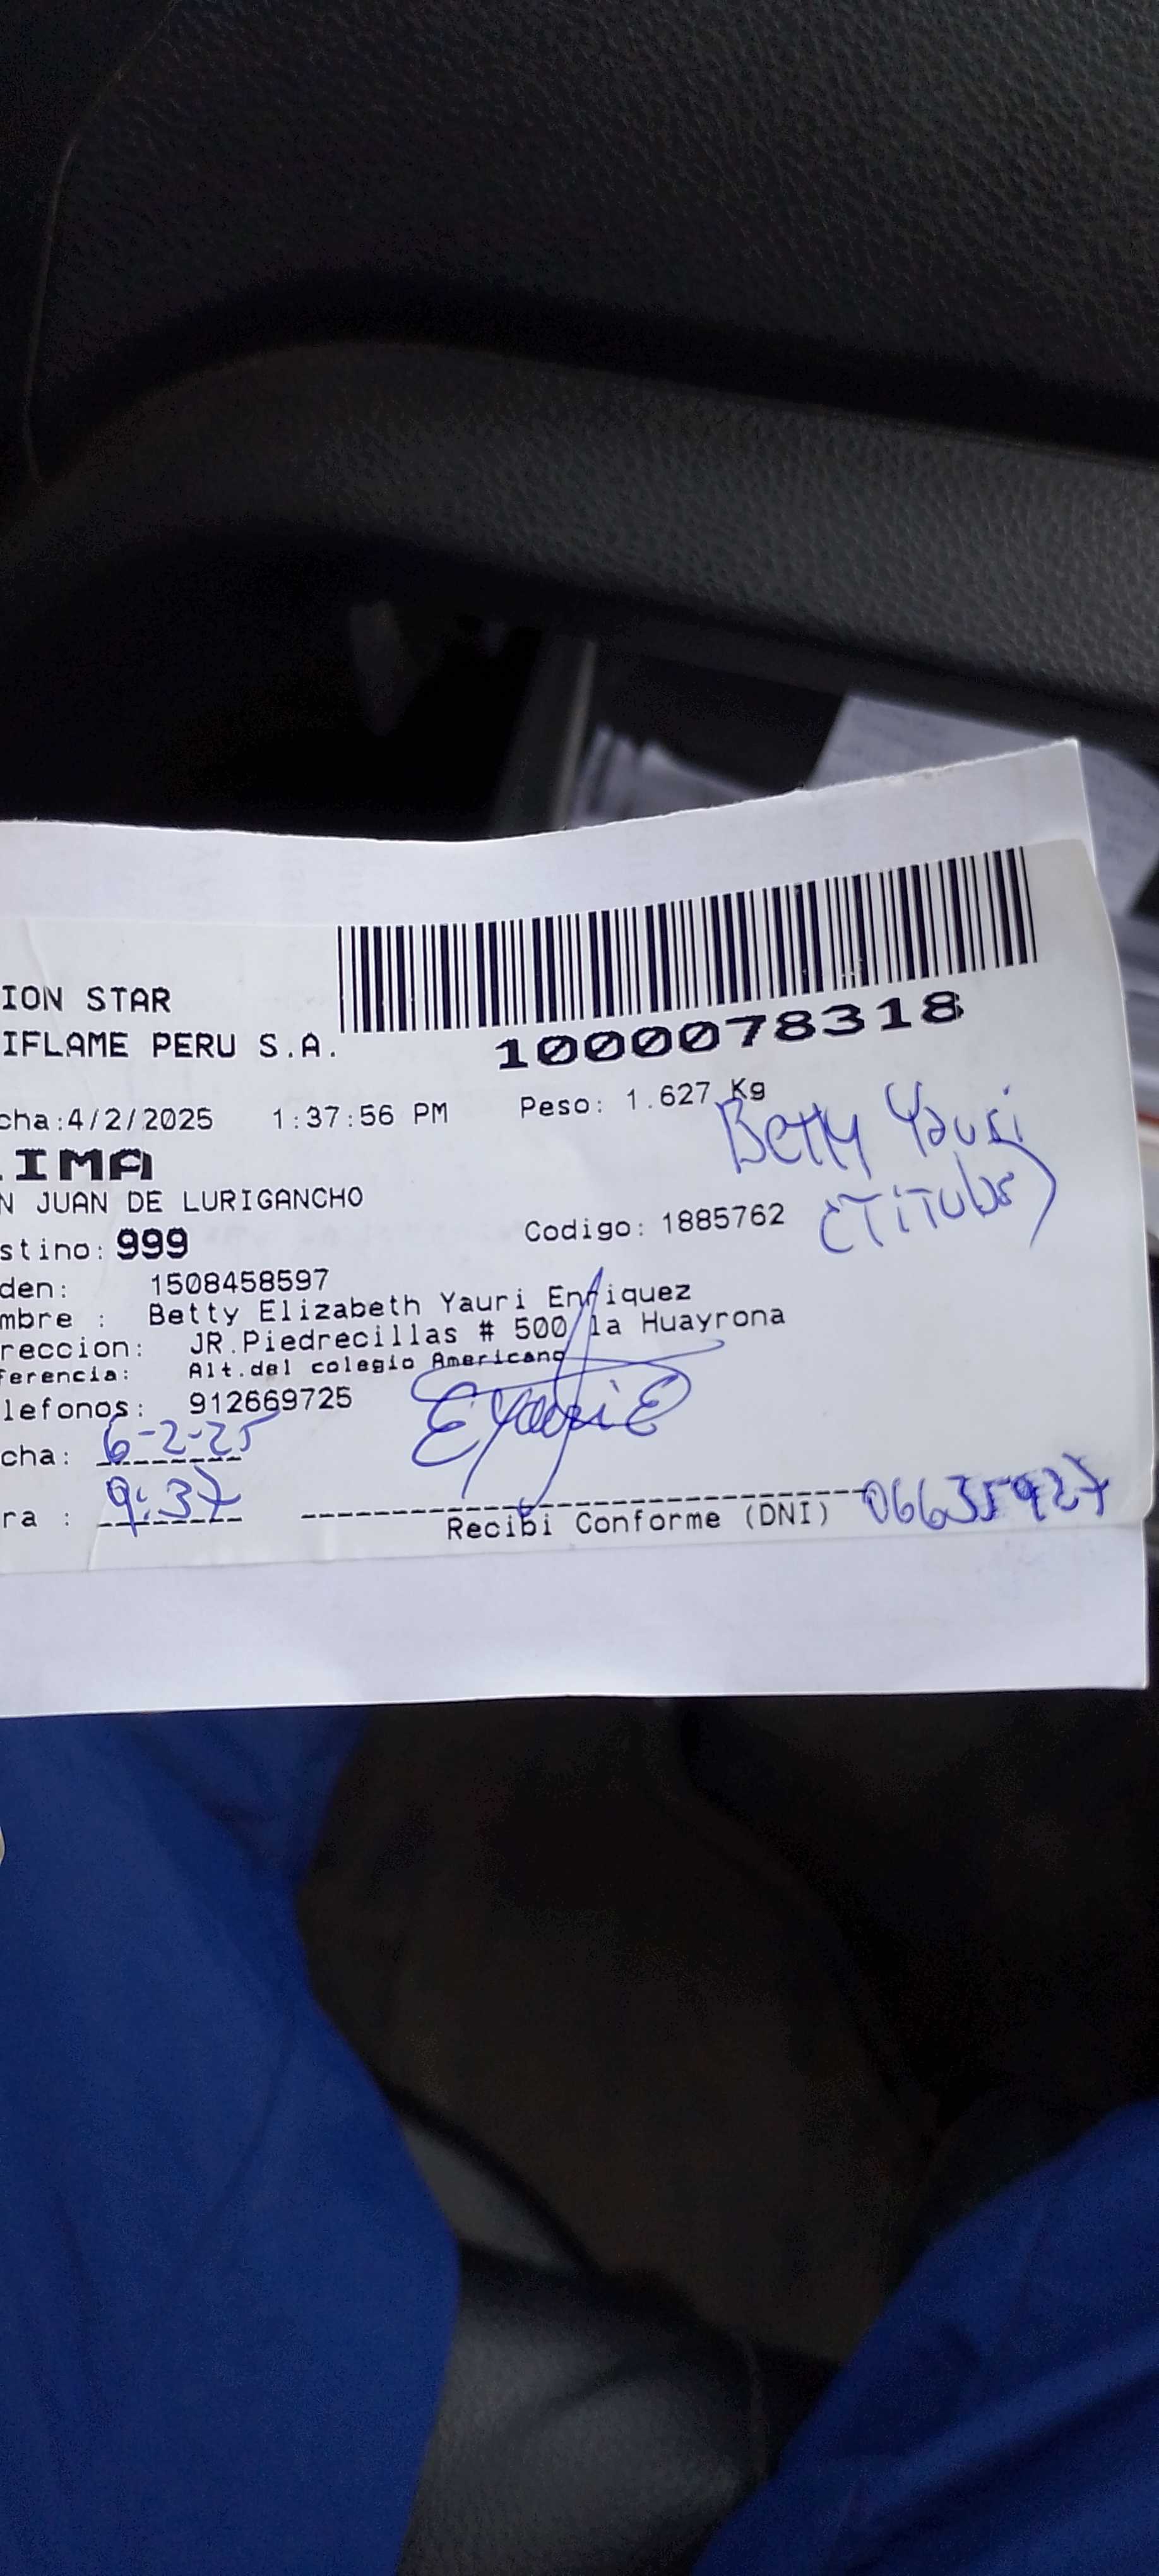 ION STAR
IFLAME PERU S.A.
1000078318
cha:4/2/2025 1:37:56 PM Peso: 1.627 Kg
Betty Yauri
IMA
N JUAN DE LURIGANCHO
(Titular)
stino: 999 Codigo: 1885762
den: 1508458597
mbre : Betty Elizabeth Yauri Enriquez
reccion: JR.Piedrecillas # 500 la Huayrona
ferencia: Alt.del colegio Americano
lefonos: 912669725
EYauriE
cha: 6-2-25
ra : 9:37
Recibi Conforme (DNI) 06635927